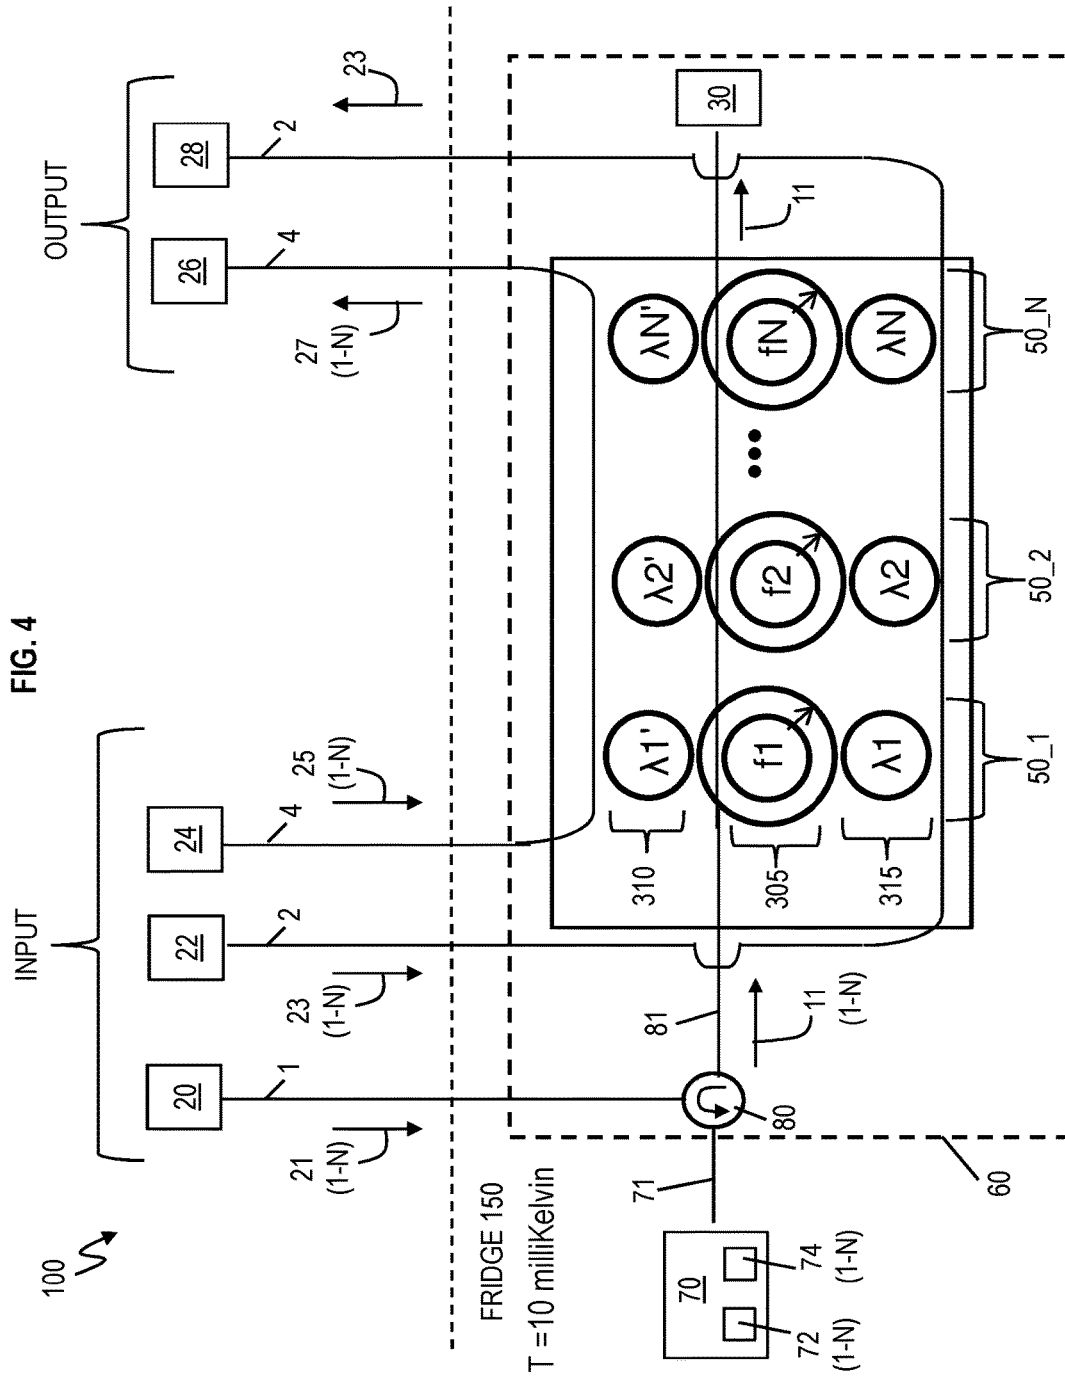 FIG. 4
100
INPUT
OUTPUT
20
22
24
26
28
1
2
4
4
2
21
(1-N)
23
(1-N)
25
(1-N)
27
(1-N)
23
FRIDGE 150
T =10 milliKelvin
70
72
(1-N)
74
(1-N)
71
80
81
60
11
(1-N)
11
30
310
305
315
λ1'
λ2'
λN'
f1
f2
fN
λ1
λ2
λN
50_1
50_2
50_N